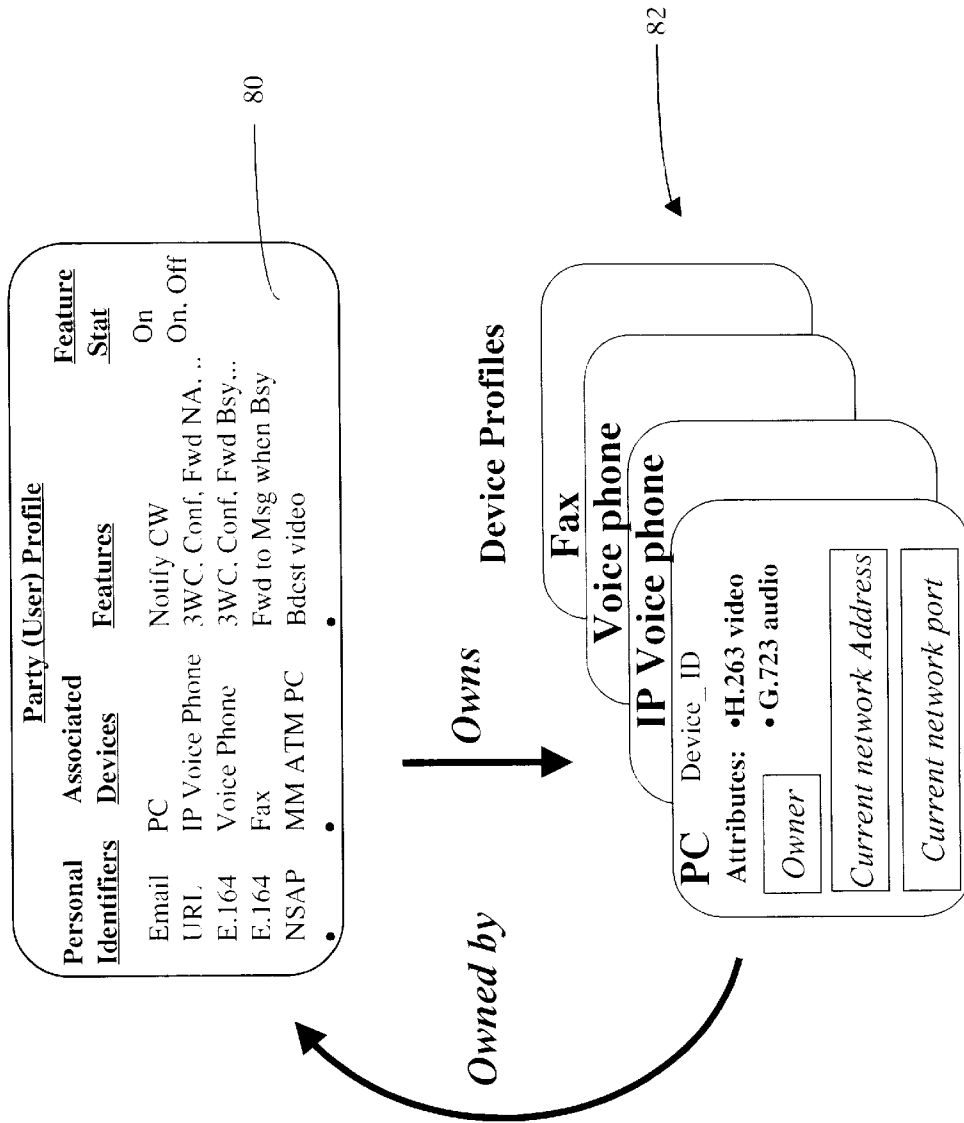 Party (User) Profile
Personal Identifiers Associated Devices Features Feature Stat
Email PC Notify CW On
URL IP Voice Phone 3WC. Conf, Fwd NA, .. On, Off
E.164 Voice Phone 3WC. Conf, Fwd Bsy,...
E.164 Fax Fwd to Msg when Bsy
NSAP MM ATM PC Bdcst video
• • •
80
Owns
Owned by
Device Profiles
82
Fax
Voice phone
IP Voice phone
PC Device_ID
Attributes: •H.263 video
• G.723 audio
Owner
Current network Address
Current network port